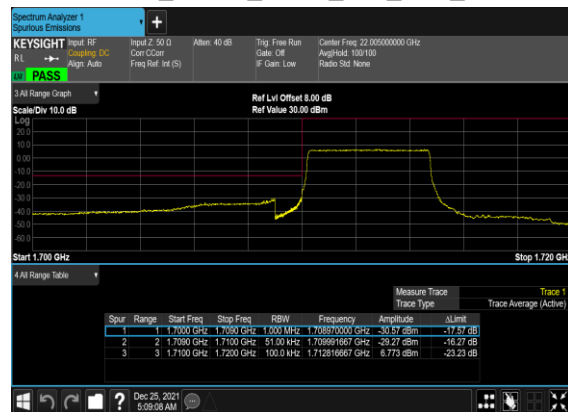 Spectrum Analyzer 1
Spurious Emissions
+
KEYSIGHT Input: RF Input Z: 50 Ω Atten: 40 dB Trig: Free Run Center Freq: 22.005000000 GHz
RL Coupling: DC Corr CCorr Gate: Off Avg|Hold: 100/100
Align: Auto Freq Ref: Int (S) IF Gain: Low Radio Std: None
PASS
3 All Range Graph
Ref Lvl Offset 8.00 dB
Scale/Div 10.0 dB Ref Value 30.00 dBm
Log
20.0
10.0
0.00
-10.0
-20.0
-30.0
-40.0
-50.0
-60.0
Start 1.700 GHz Stop 1.720 GHz
4 All Range Table
Measure Trace Trace 1
Trace Type Trace Average (Active)
Spur Range Start Freq Stop Freq RBW Frequency Amplitude ΔLimit
1 1 1.7000 GHz 1.7090 GHz 1.000 MHz 1.708970000 GHz -30.57 dBm -17.57 dB
2 2 1.7090 GHz 1.7100 GHz 51.00 kHz 1.709991667 GHz -29.27 dBm -16.27 dB
3 3 1.7100 GHz 1.7200 GHz 100.0 kHz 1.712816667 GHz 6.773 dBm -23.23 dB
? Dec 25, 2021
5:09:08 AM